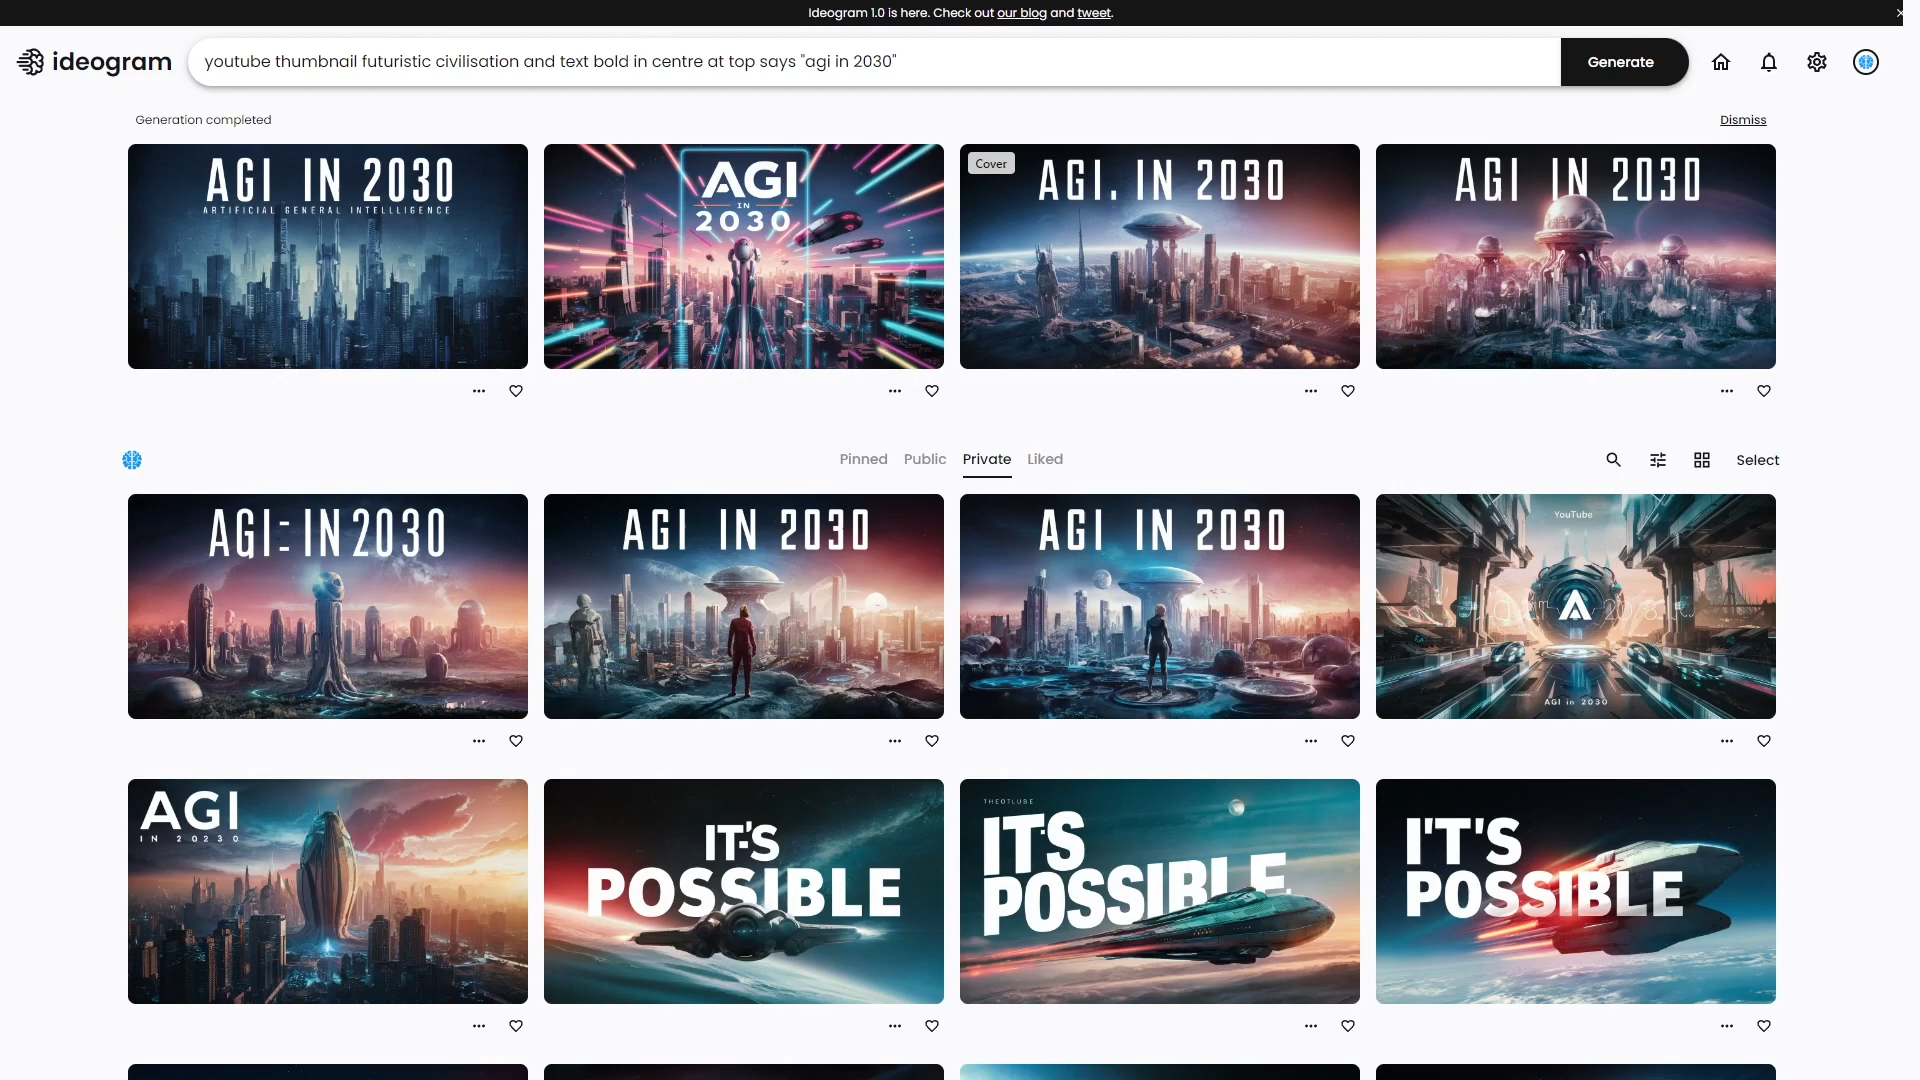 Ideogram 1.0 is here. Check out our blog and tweet.
ideogram
youtube thumbnail futuristic civilisation and text bold in centre at top says "agi in 2030"
Generate
Generation completed
Dismiss
AGI IN 2030
ARTIFICIAL GENERAL INTELLLIGENCE
AGI
IN
2030
Cover
AGI. IN 2030
AGI IN 2030
Pinned
Public
Private
Liked
Select
AGI: IN 2030
AGI IN 2030
AGI IN 2030
YouTube
AGI in 2030
AGI
IN 20230
IT'S
POSSIBLE
THEOTLUBE
IT'S
POSSIBLE.
I'T'S
POSSIBLE